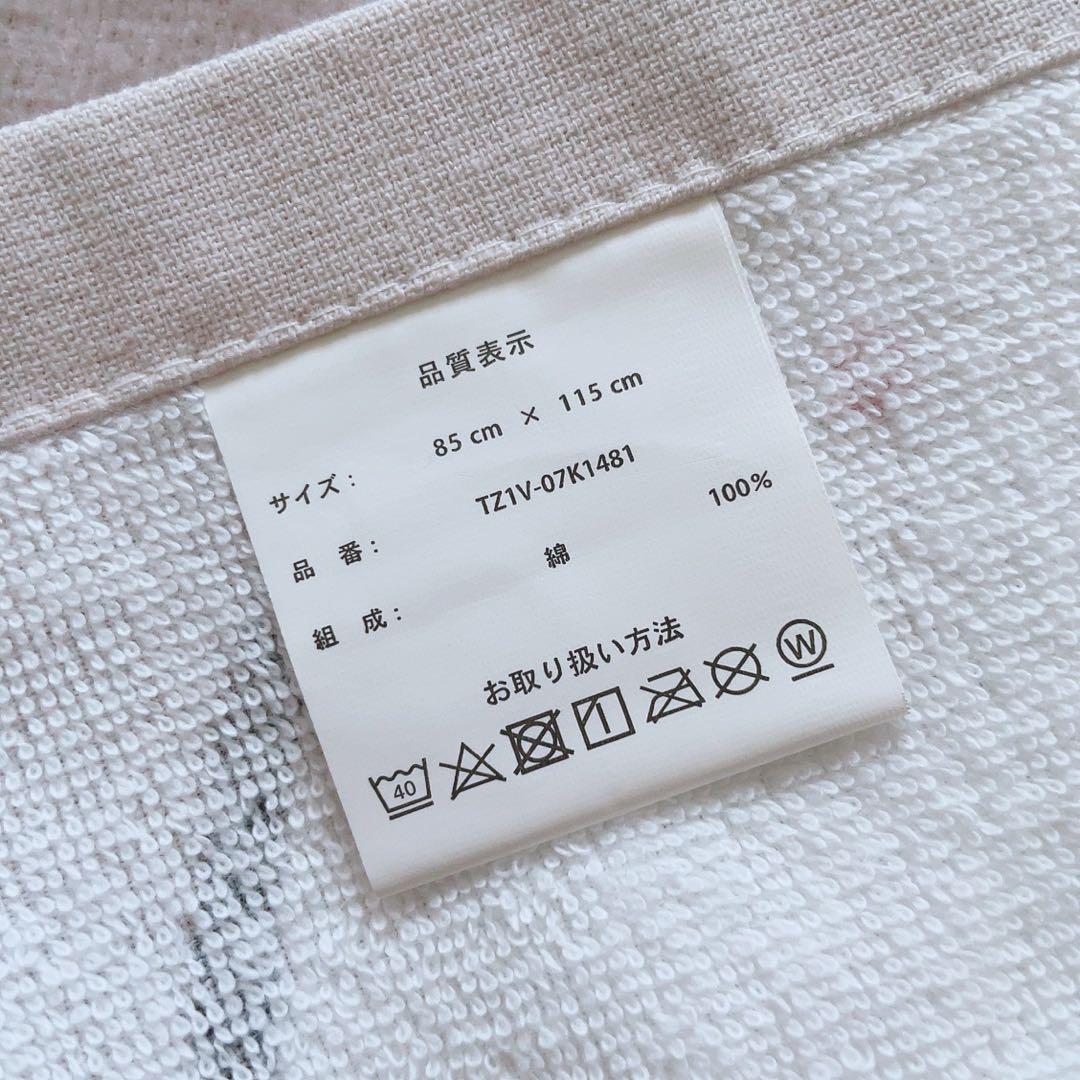 品質表示
サイズ： 85 cm × 115 cm
品 番： TZ1V-07K1481
組 成： 綿 100%
お取り扱い方法
40 W